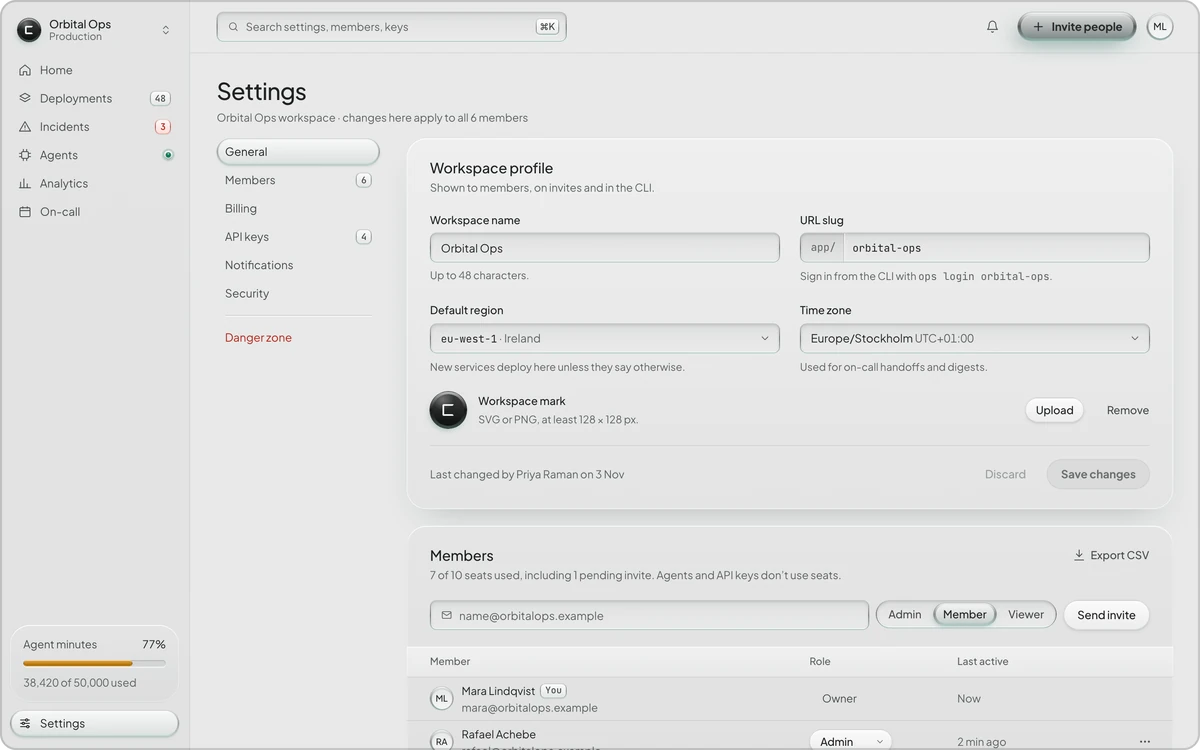 Orbital Ops
Production
Search settings, members, keys
⌘K
Invite people
ML
Home
Deployments 48
Incidents 3
Agents
Analytics
On-call
Agent minutes 77%
38,420 of 50,000 used
Settings
Settings
Orbital Ops workspace · changes here apply to all 6 members
General
Members 6
Billing
API keys 4
Notifications
Security
Danger zone
Workspace profile
Shown to members, on invites and in the CLI.
Workspace name
Orbital Ops
Up to 48 characters.
URL slug
app/ orbital-ops
Sign in from the CLI with ops login orbital-ops.
Default region
eu-west-1 · Ireland
New services deploy here unless they say otherwise.
Time zone
Europe/Stockholm UTC+01:00
Used for on-call handoffs and digests.
Workspace mark
SVG or PNG, at least 128 × 128 px.
Upload
Remove
Last changed by Priya Raman on 3 Nov
Discard
Save changes
Members
7 of 10 seats used, including 1 pending invite. Agents and API keys don't use seats.
Export CSV
name@orbitalops.example
Admin Member Viewer
Send invite
Member Role Last active
ML Mara Lindqvist You
mara@orbitalops.example
Owner Now
RA Rafael Achebe
Admin 2 min ago